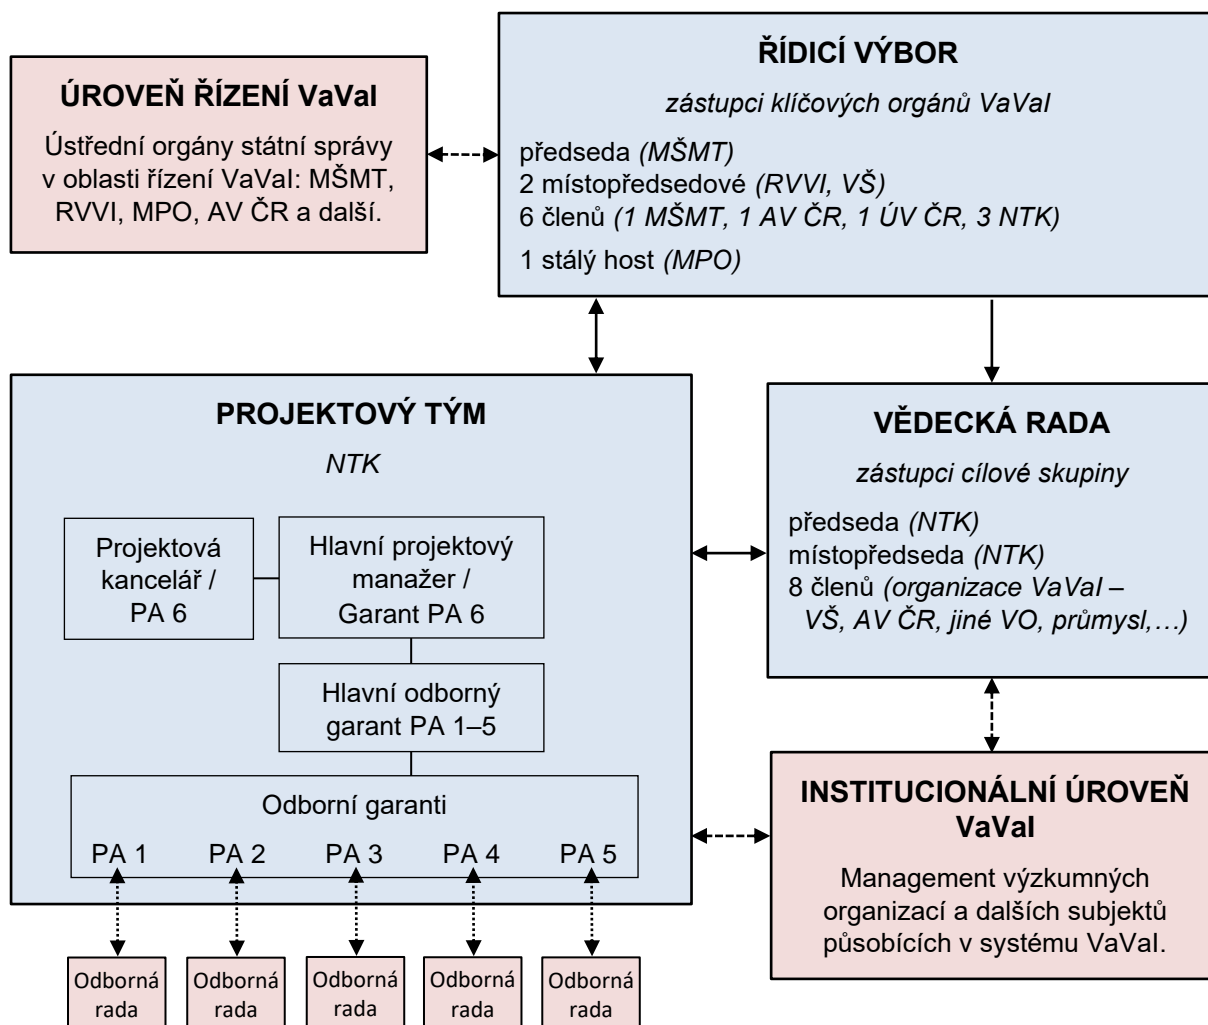 ÚROVEŇ ŘÍZENÍ VaVaI
Ústřední orgány státní správy
v oblasti řízení VaVaI: MŠMT,
RVVI, MPO, AV ČR a další.
ŘÍDICÍ VÝBOR
zástupci klíčových orgánů VaVaI
předseda (MŠMT)
2 místopředsedové (RVVI, VŠ)
6 členů (1 MŠMT, 1 AV ČR, 1 ÚV ČR, 3 NTK)
1 stálý host (MPO)
PROJEKTOVÝ TÝM
NTK
Projektová
kancelář /
PA 6
Hlavní projektový
manažer /
Garant PA 6
Hlavní odborný
garant PA 1–5
Odborní garanti
PA 1 PA 2 PA 3 PA 4 PA 5
Odborná
rada
Odborná
rada
Odborná
rada
Odborná
rada
Odborná
rada
VĚDECKÁ RADA
zástupci cílové skupiny
předseda (NTK)
místopředseda (NTK)
8 členů (organizace VaVaI –
VŠ, AV ČR, jiné VO, průmysl,…)
INSTITUCIONÁLNÍ ÚROVEŇ
VaVaI
Management výzkumných
organizací a dalších subjektů
působících v systému VaVaI.